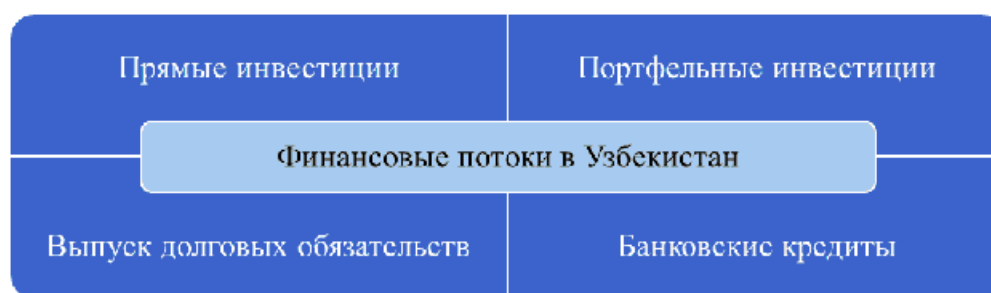 Прямые инвестиции
Портфельные инвестиции
Финансовые потоки в Узбекистан
Выпуск долговых обязательств
Банковские кредиты